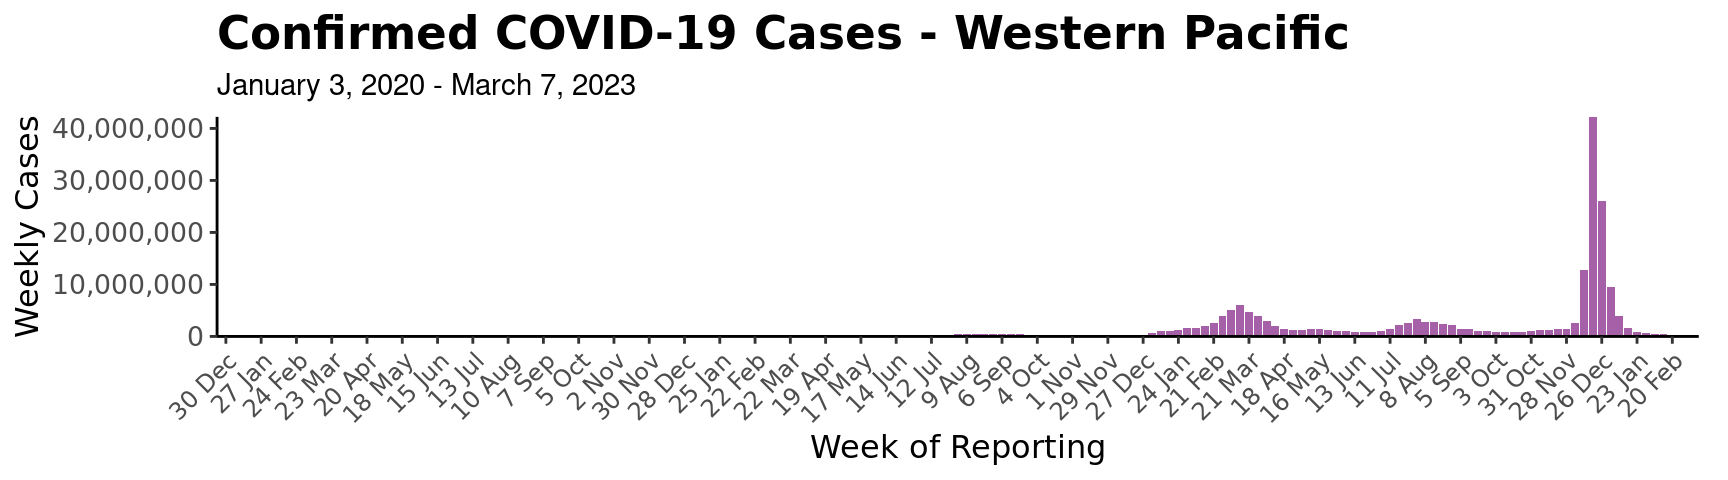 Confirmed COVID-19 Cases - Western Pacific
January 3, 2020 - March 7, 2023
Weekly Cases
40,000,000
30,000,000
20,000,000
10,000,000
0
30 Dec
27 Jan
24 Feb
23 Mar
20 Apr
18 May
15 Jun
13 Jul
10 Aug
7 Sep
5 Oct
2 Nov
30 Nov
28 Dec
25 Jan
22 Feb
22 Mar
19 Apr
17 May
14 Jun
12 Jul
9 Aug
6 Sep
4 Oct
1 Nov
29 Nov
27 Dec
24 Jan
21 Feb
21 Mar
18 Apr
16 May
13 Jun
11 Jul
8 Aug
5 Sep
3 Oct
31 Oct
28 Nov
26 Dec
23 Jan
20 Feb
Week of Reporting